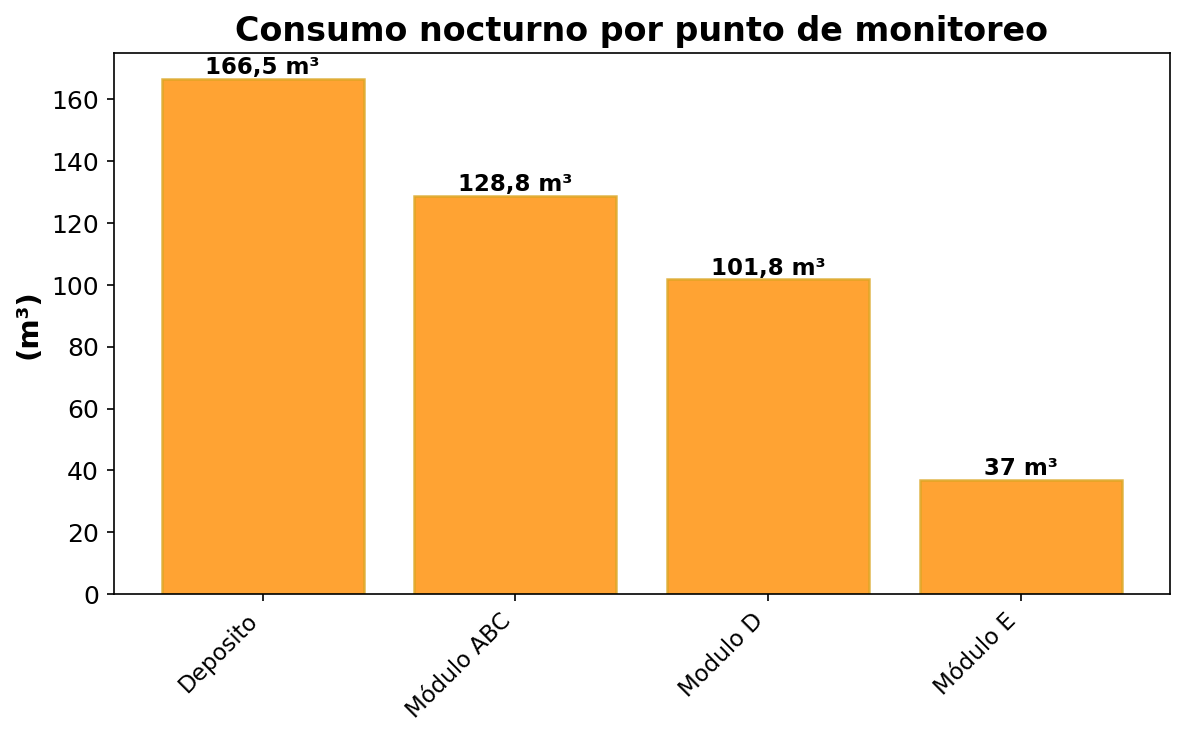 Consumo nocturno por punto de monitoreo
(m³)
160
140
120
100
80
60
40
20
0
166,5 m³
128,8 m³
101,8 m³
37 m³
Deposito
Módulo ABC
Modulo D
Módulo E